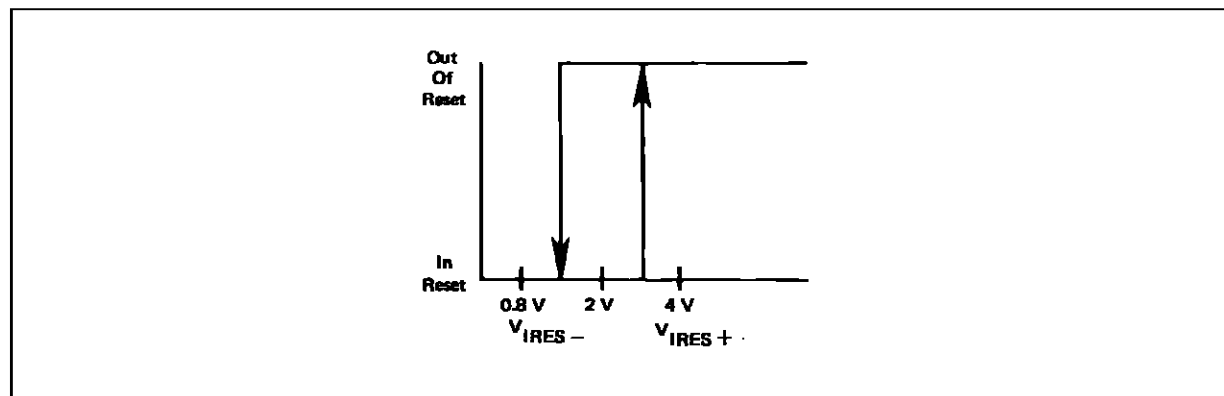 Out
Of
Reset
In
Reset
0.8 V 2 V 4 V
VIRES − VIRES +